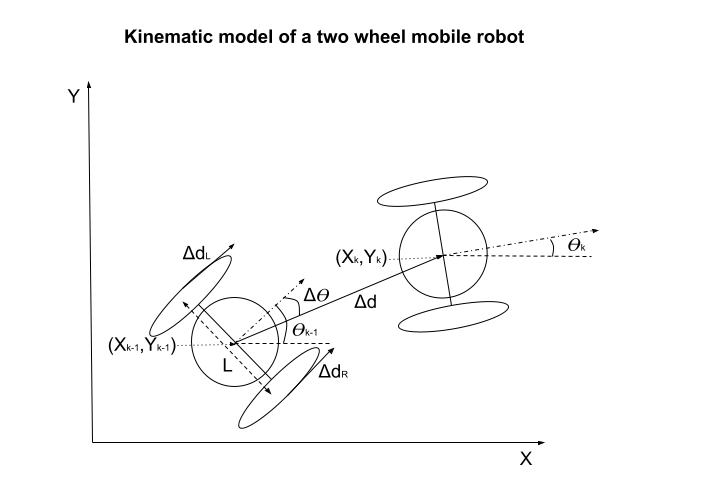 Kinematic model of a two wheel mobile robot
Y
ΔdL
(Xk,Yk)
θk
Δθ
Δd
θk-1
(Xk-1,Yk-1)
L
ΔdR
X